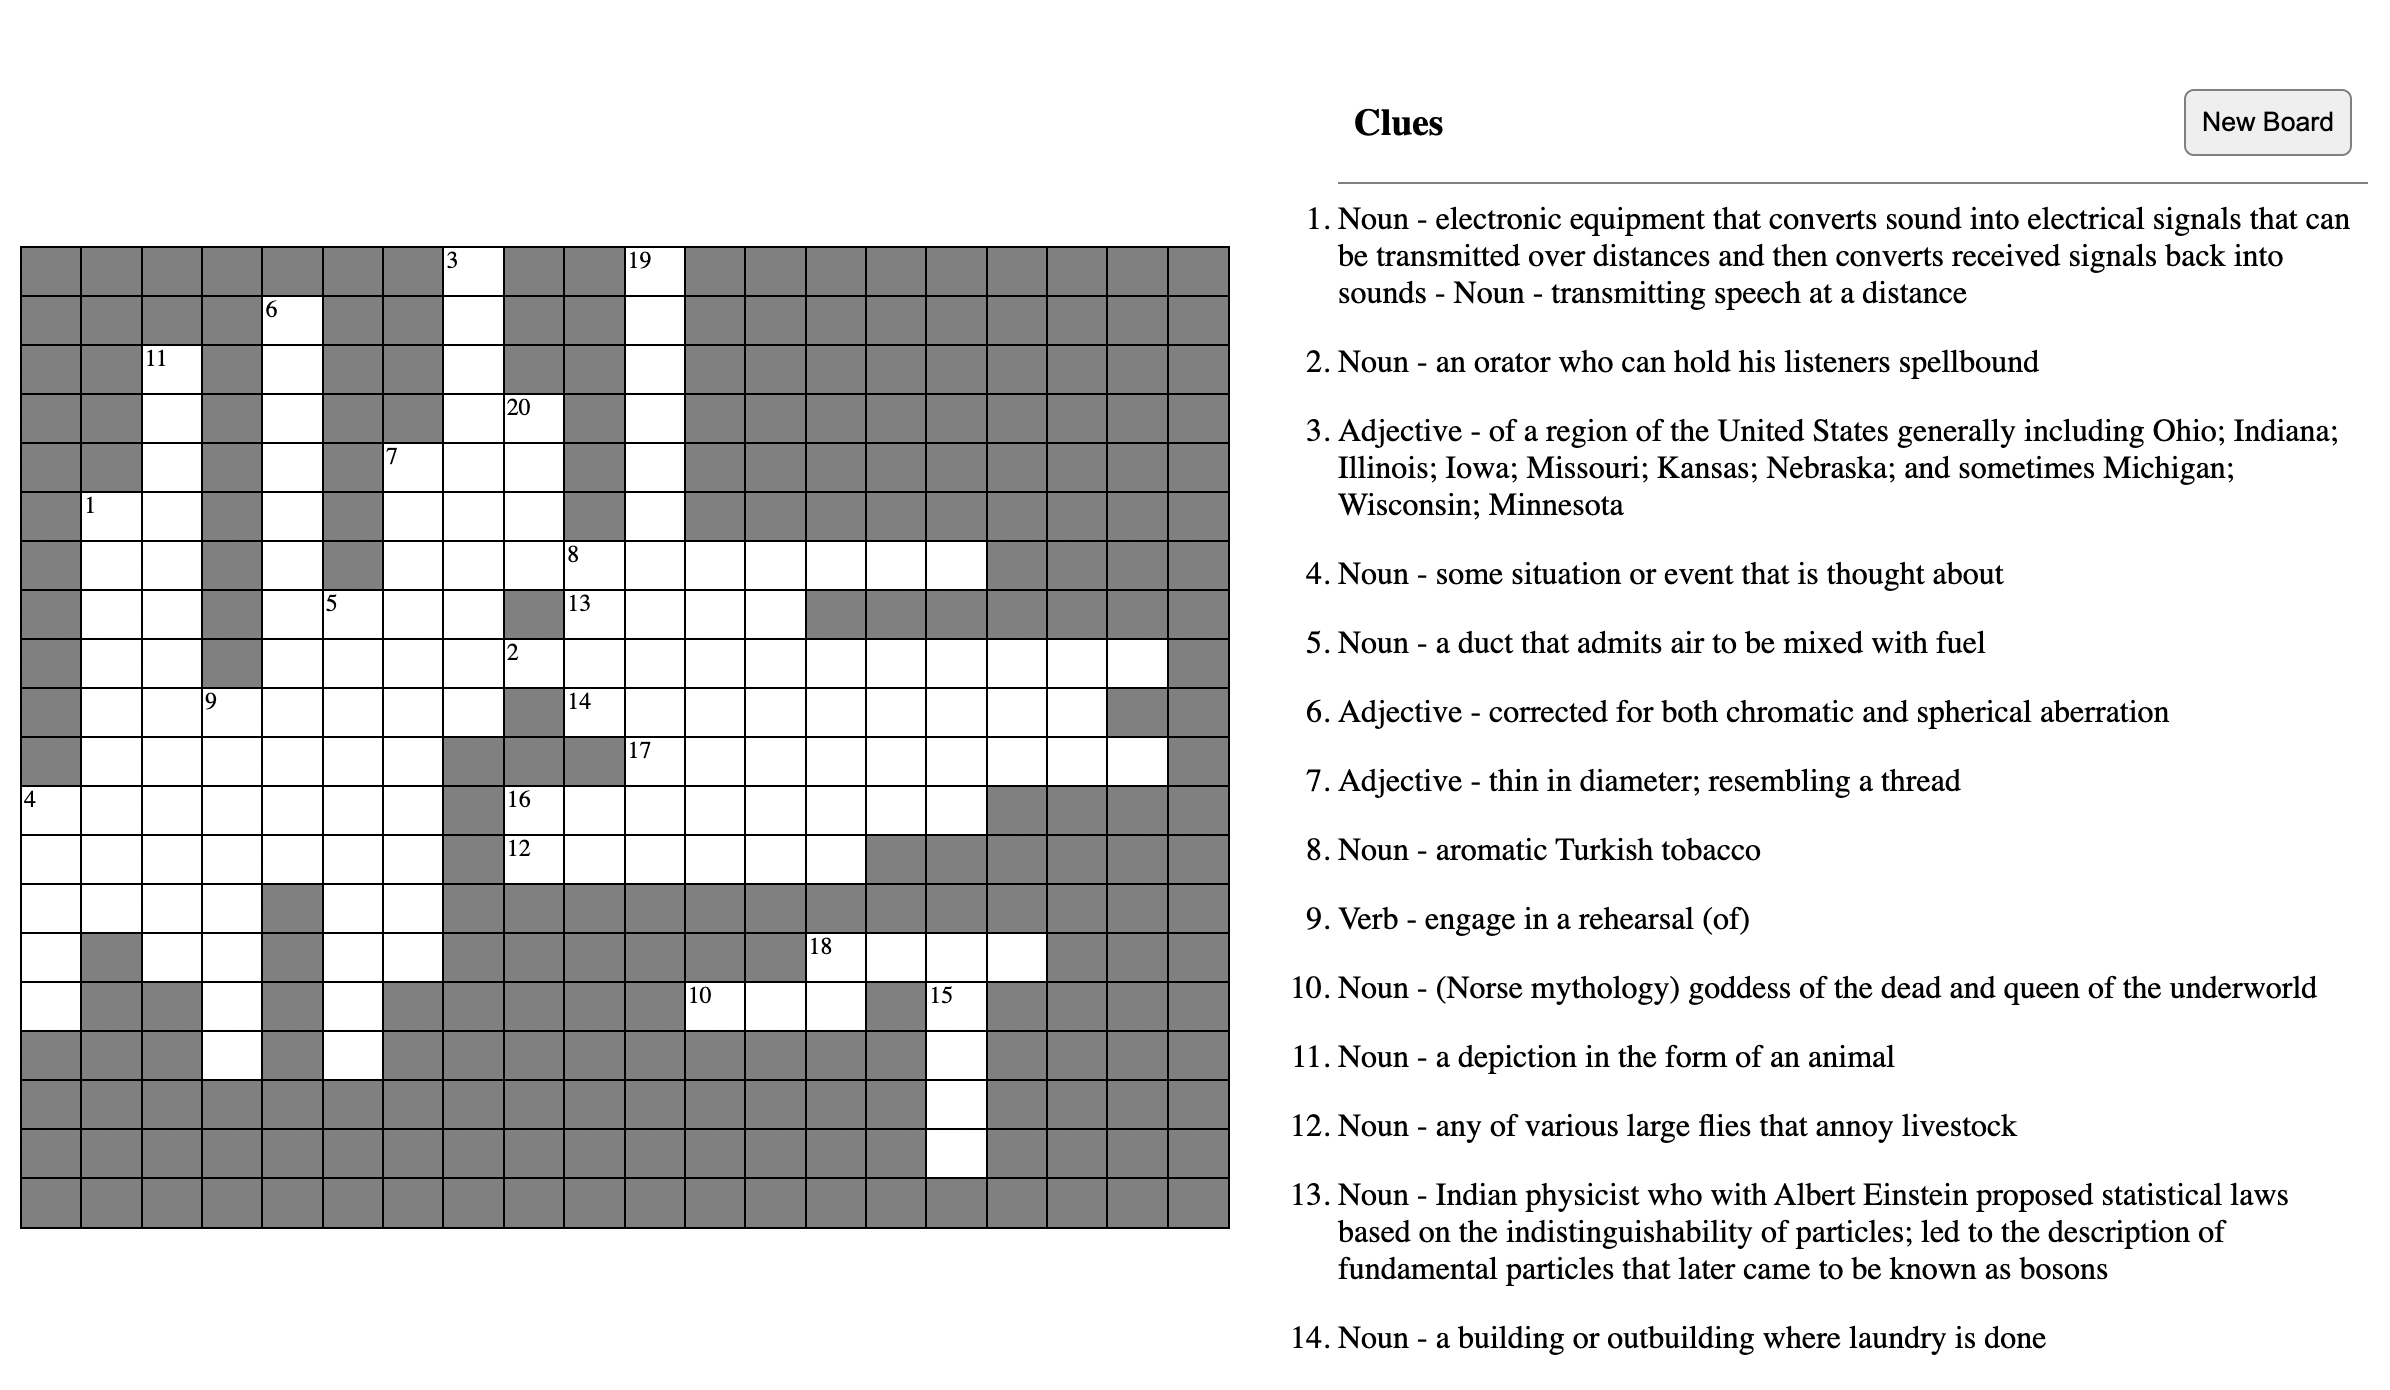 Clues
New Board
3 19
6
11
20
7
1
8
5 13
2
9 14
17
4 16
12
18
10 15
1. Noun - electronic equipment that converts sound into electrical signals that can
be transmitted over distances and then converts received signals back into
sounds - Noun - transmitting speech at a distance
2. Noun - an orator who can hold his listeners spellbound
3. Adjective - of a region of the United States generally including Ohio; Indiana;
Illinois; Iowa; Missouri; Kansas; Nebraska; and sometimes Michigan;
Wisconsin; Minnesota
4. Noun - some situation or event that is thought about
5. Noun - a duct that admits air to be mixed with fuel
6. Adjective - corrected for both chromatic and spherical aberration
7. Adjective - thin in diameter; resembling a thread
8. Noun - aromatic Turkish tobacco
9. Verb - engage in a rehearsal (of)
10. Noun - (Norse mythology) goddess of the dead and queen of the underworld
11. Noun - a depiction in the form of an animal
12. Noun - any of various large flies that annoy livestock
13. Noun - Indian physicist who with Albert Einstein proposed statistical laws
based on the indistinguishability of particles; led to the description of
fundamental particles that later came to be known as bosons
14. Noun - a building or outbuilding where laundry is done